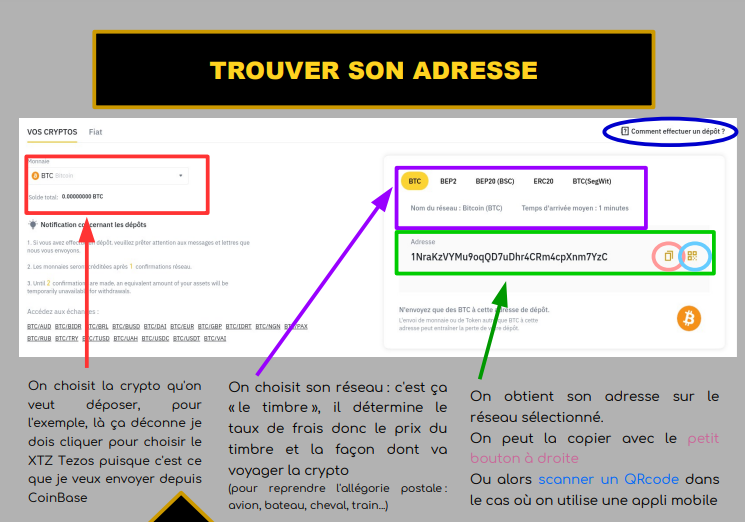 TROUVER SON ADRESSE
VOS CRYPTOS Fiat
Comment effectuer un dépôt ?
Monnaie
BTC Bitcoin
Solde total: 0.00000000 BTC
Notification concernant les dépôts
1. Si vous avez effectué un dépôt, veuillez prêter attention aux messages et lettres que
nous vous envoyons.
2. Les monnaies seront créditées après 1 confirmations réseau.
3. Until 2 confirmations are made, an equivalent amount of your assets will be
temporarily unavailable for withdrawals.
Accédez aux échanges :
BTC/AUD BTC/BIDR BTC/BRL BTC/BUSD BTC/DAI BTC/EUR BTC/GBP BTC/IDRT BTC/NGN BTC/PAX
BTC/RUB BTC/TRY BTC/TUSD BTC/UAH BTC/USDC BTC/USDT BTC/VAI
BTC BEP2 BEP20 (BSC) ERC20 BTC(SegWit)
Nom du réseau : Bitcoin (BTC) Temps d'arrivée moyen : 1 minutes
Adresse
1NraKzVYMu9oqQD7uDhr4CRm4cpXnm7YzC
N'envoyez que des BTC à cette adresse de dépôt.
L'envoi de monnaie ou de Token autre que BTC à cette
adresse peut entraîner la perte de votre dépôt.
On choisit la crypto qu'on
veut déposer, pour
l'exemple, là ça déconne je
dois cliquer pour choisir le
XTZ Tezos puisque c'est ce
que je veux envoyer depuis
CoinBase
On choisit son réseau : c'est ça
« le timbre », il détermine le
taux de frais donc le prix du
timbre et la façon dont va
voyager la crypto
(pour reprendre l'allégorie postale :
avion, bateau, cheval, train...)
On obtient son adresse sur le
réseau sélectionné.
On peut la copier avec le petit
bouton à droite
Ou alors scanner un QRcode dans
le cas où on utilise une appli mobile